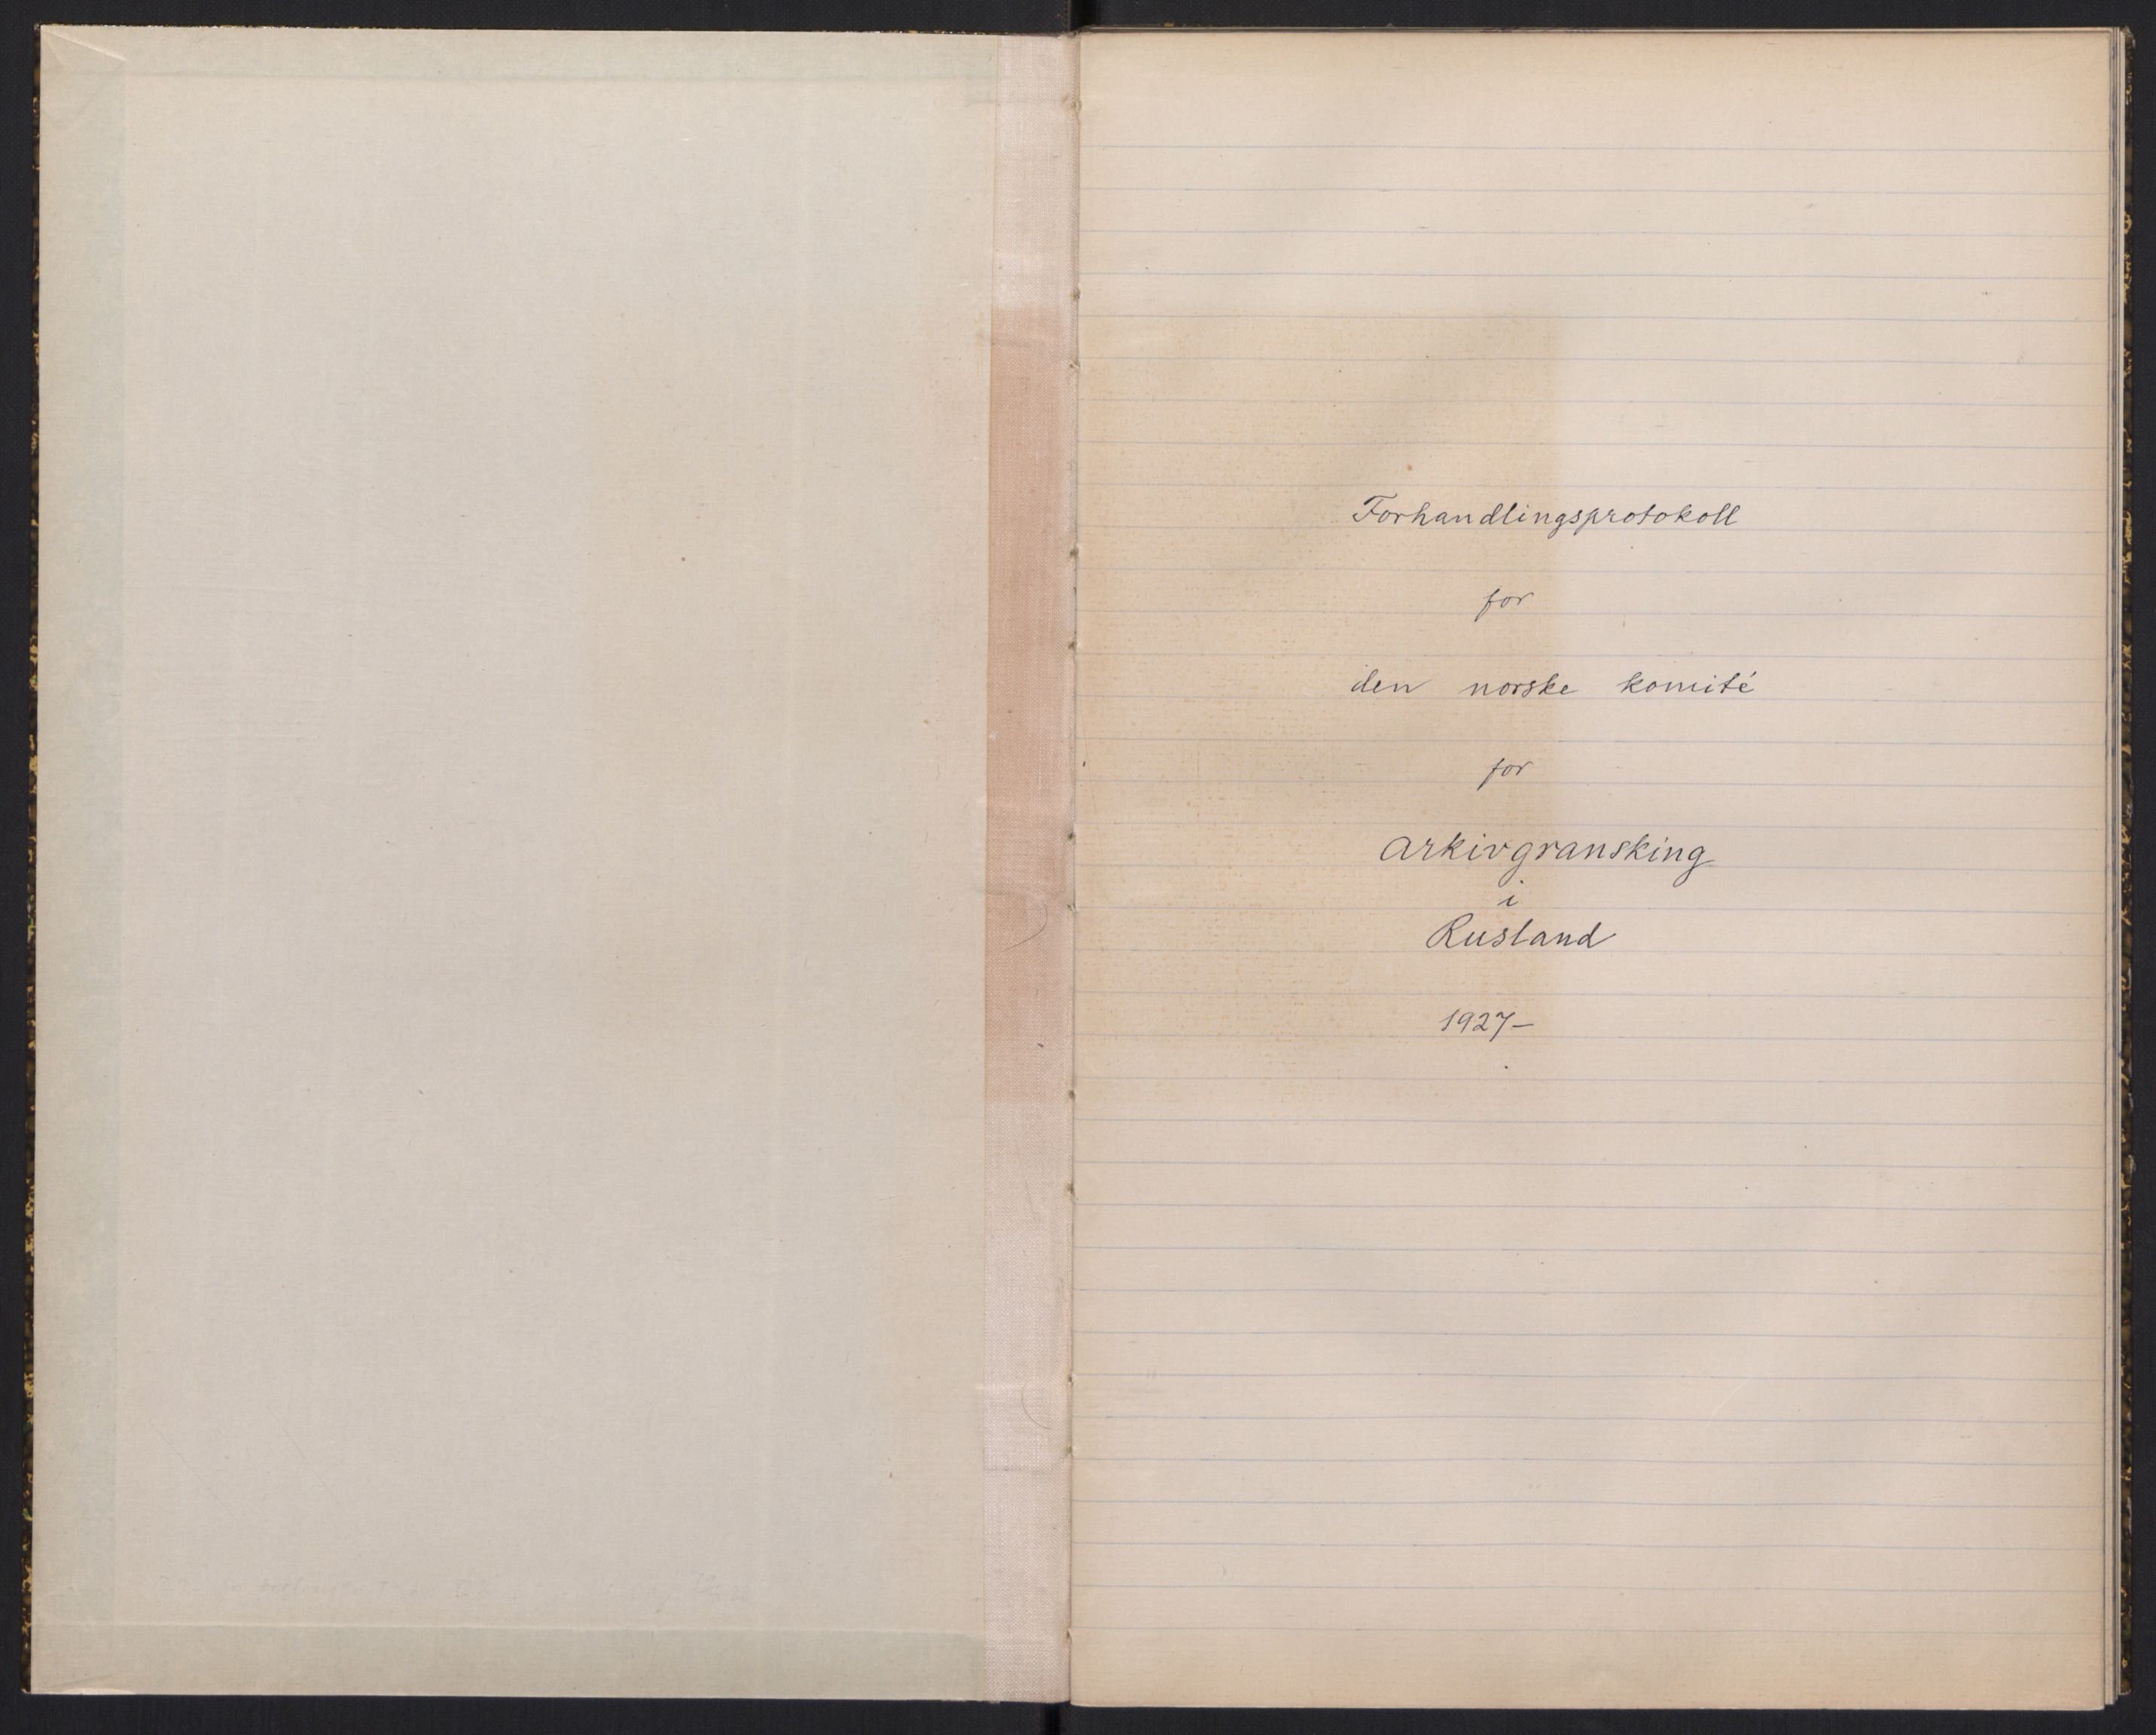 Forhandlingsprotokoll
for
den norske komité
for
Arkivgransking
i
Rusland
1927–